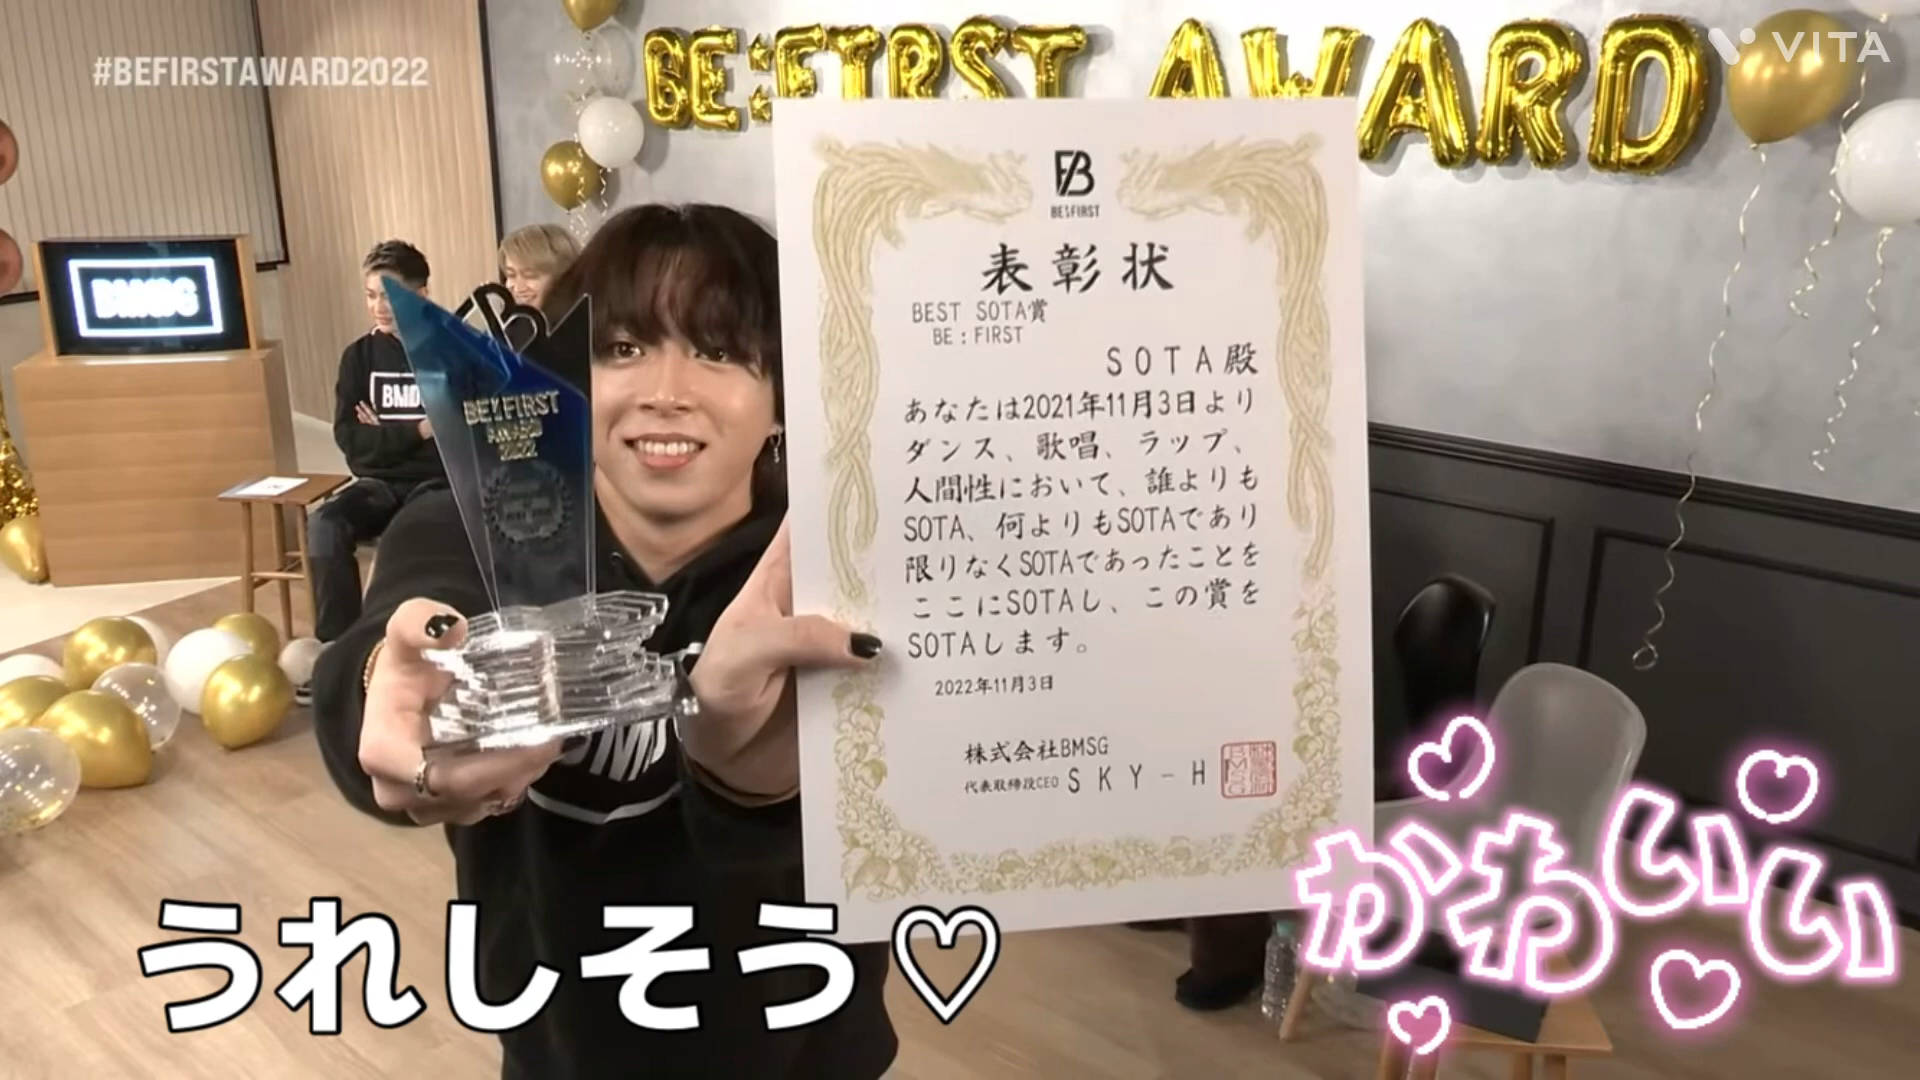 #BEFIRSTAWARD2022
BE:FIRST AWARD
VITA
BMSG
BE:FIRST
表彰状
BEST SOTA賞
BE:FIRST
SOTA殿
あなたは2021年11月3日より
ダンス、歌唱、ラップ、
人間性において、誰よりも
SOTA、何よりもSOTAであり
限りなくSOTAであったことを
ここにSOTAし、この賞を
SOTAします。
2022年11月3日
株式会社BMSG
代表取締役CEO SKY-H
BE:FIRST
AWARD
2022
かわいい
うれしそう♡